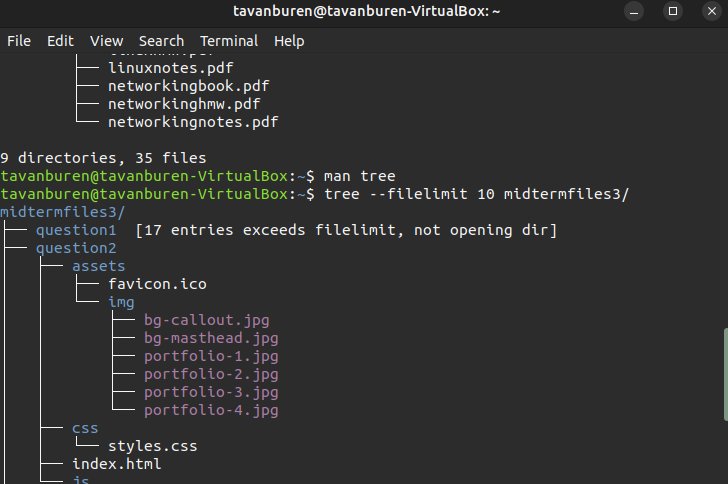 tavanburen@tavanburen-VirtualBox: ~
File Edit View Search Terminal Help
├── linuxnotes.pdf
├── networkingbook.pdf
├── networkinghmw.pdf
└── networkingnotes.pdf
9 directories, 35 files
tavanburen@tavanburen-VirtualBox:~$ man tree
tavanburen@tavanburen-VirtualBox:~$ tree --filelimit 10 midtermfiles3/
midtermfiles3/
├── question1  [17 entries exceeds filelimit, not opening dir]
├── question2
│   ├── assets
│   │   ├── favicon.ico
│   │   └── img
│   │       ├── bg-callout.jpg
│   │       ├── bg-masthead.jpg
│   │       ├── portfolio-1.jpg
│   │       ├── portfolio-2.jpg
│   │       ├── portfolio-3.jpg
│   │       └── portfolio-4.jpg
│   ├── css
│   │   └── styles.css
│   ├── index.html
│   ├── js